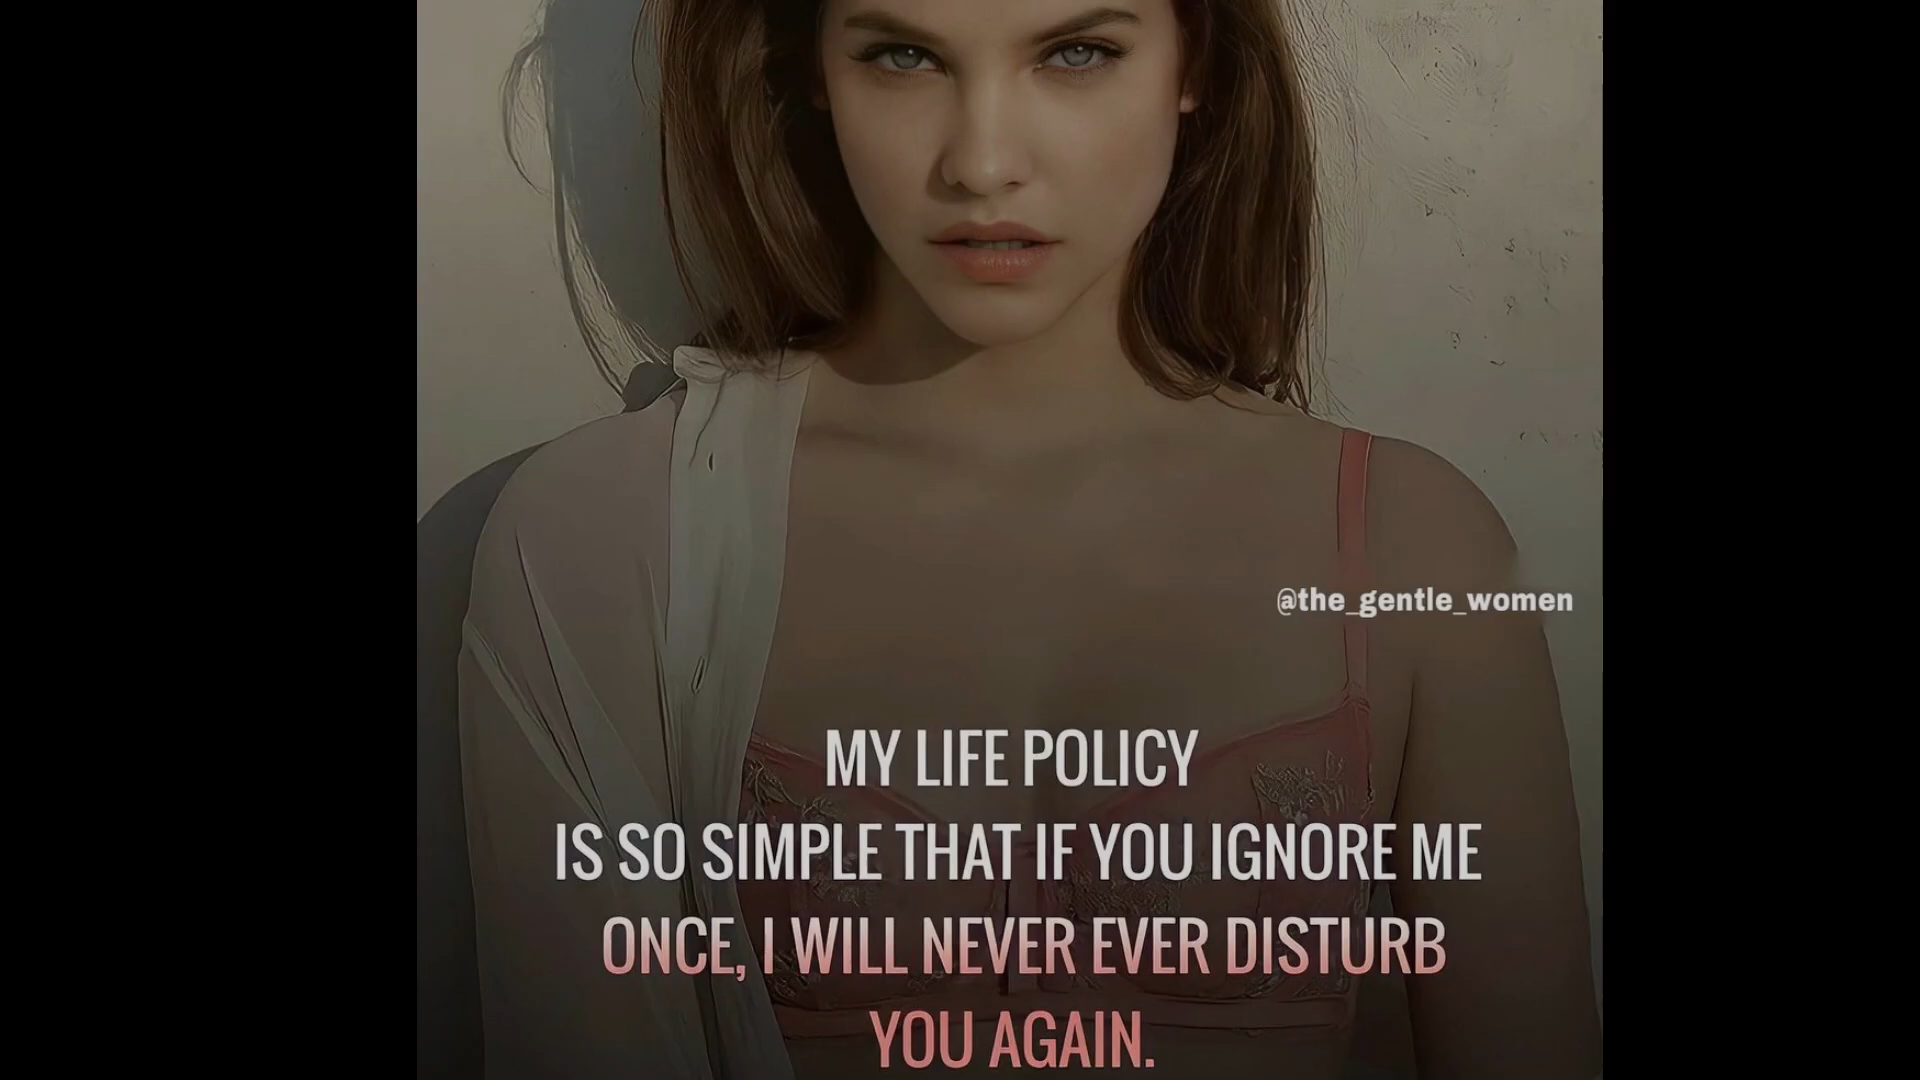 @the_gentle_women
MY LIFE POLICY
IS SO SIMPLE THAT IF YOU IGNORE ME
ONCE, I WILL NEVER EVER DISTURB
YOU AGAIN.